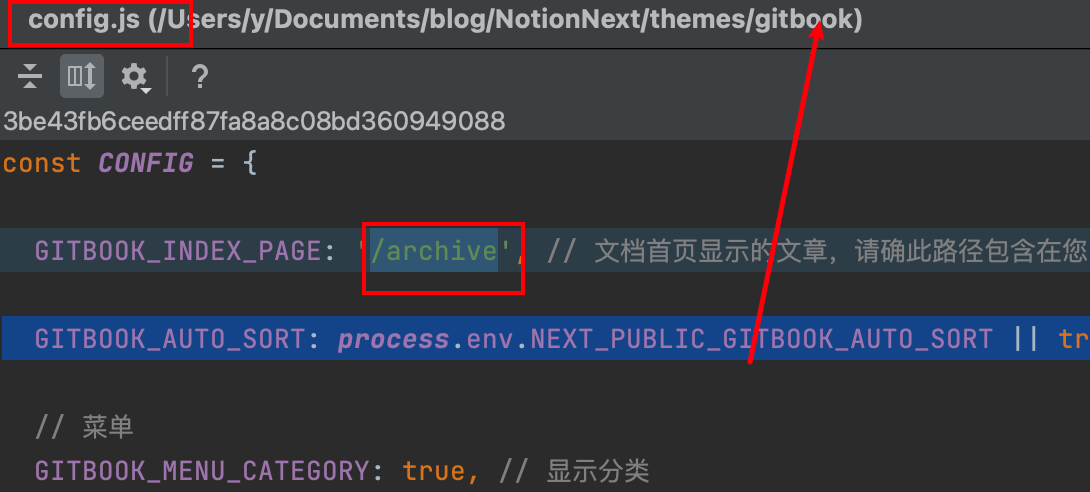 config.js (/Users/y/Documents/blog/NotionNext/themes/gitbook)
?
3be43fb6ceedff87fa8a8c08bd360949088
const CONFIG = {
GITBOOK_INDEX_PAGE: '/archive', // 文档首页显示的文章，请确此路径包含在您
GITBOOK_AUTO_SORT: process.env.NEXT_PUBLIC_GITBOOK_AUTO_SORT || tr
// 菜单
GITBOOK_MENU_CATEGORY: true, // 显示分类